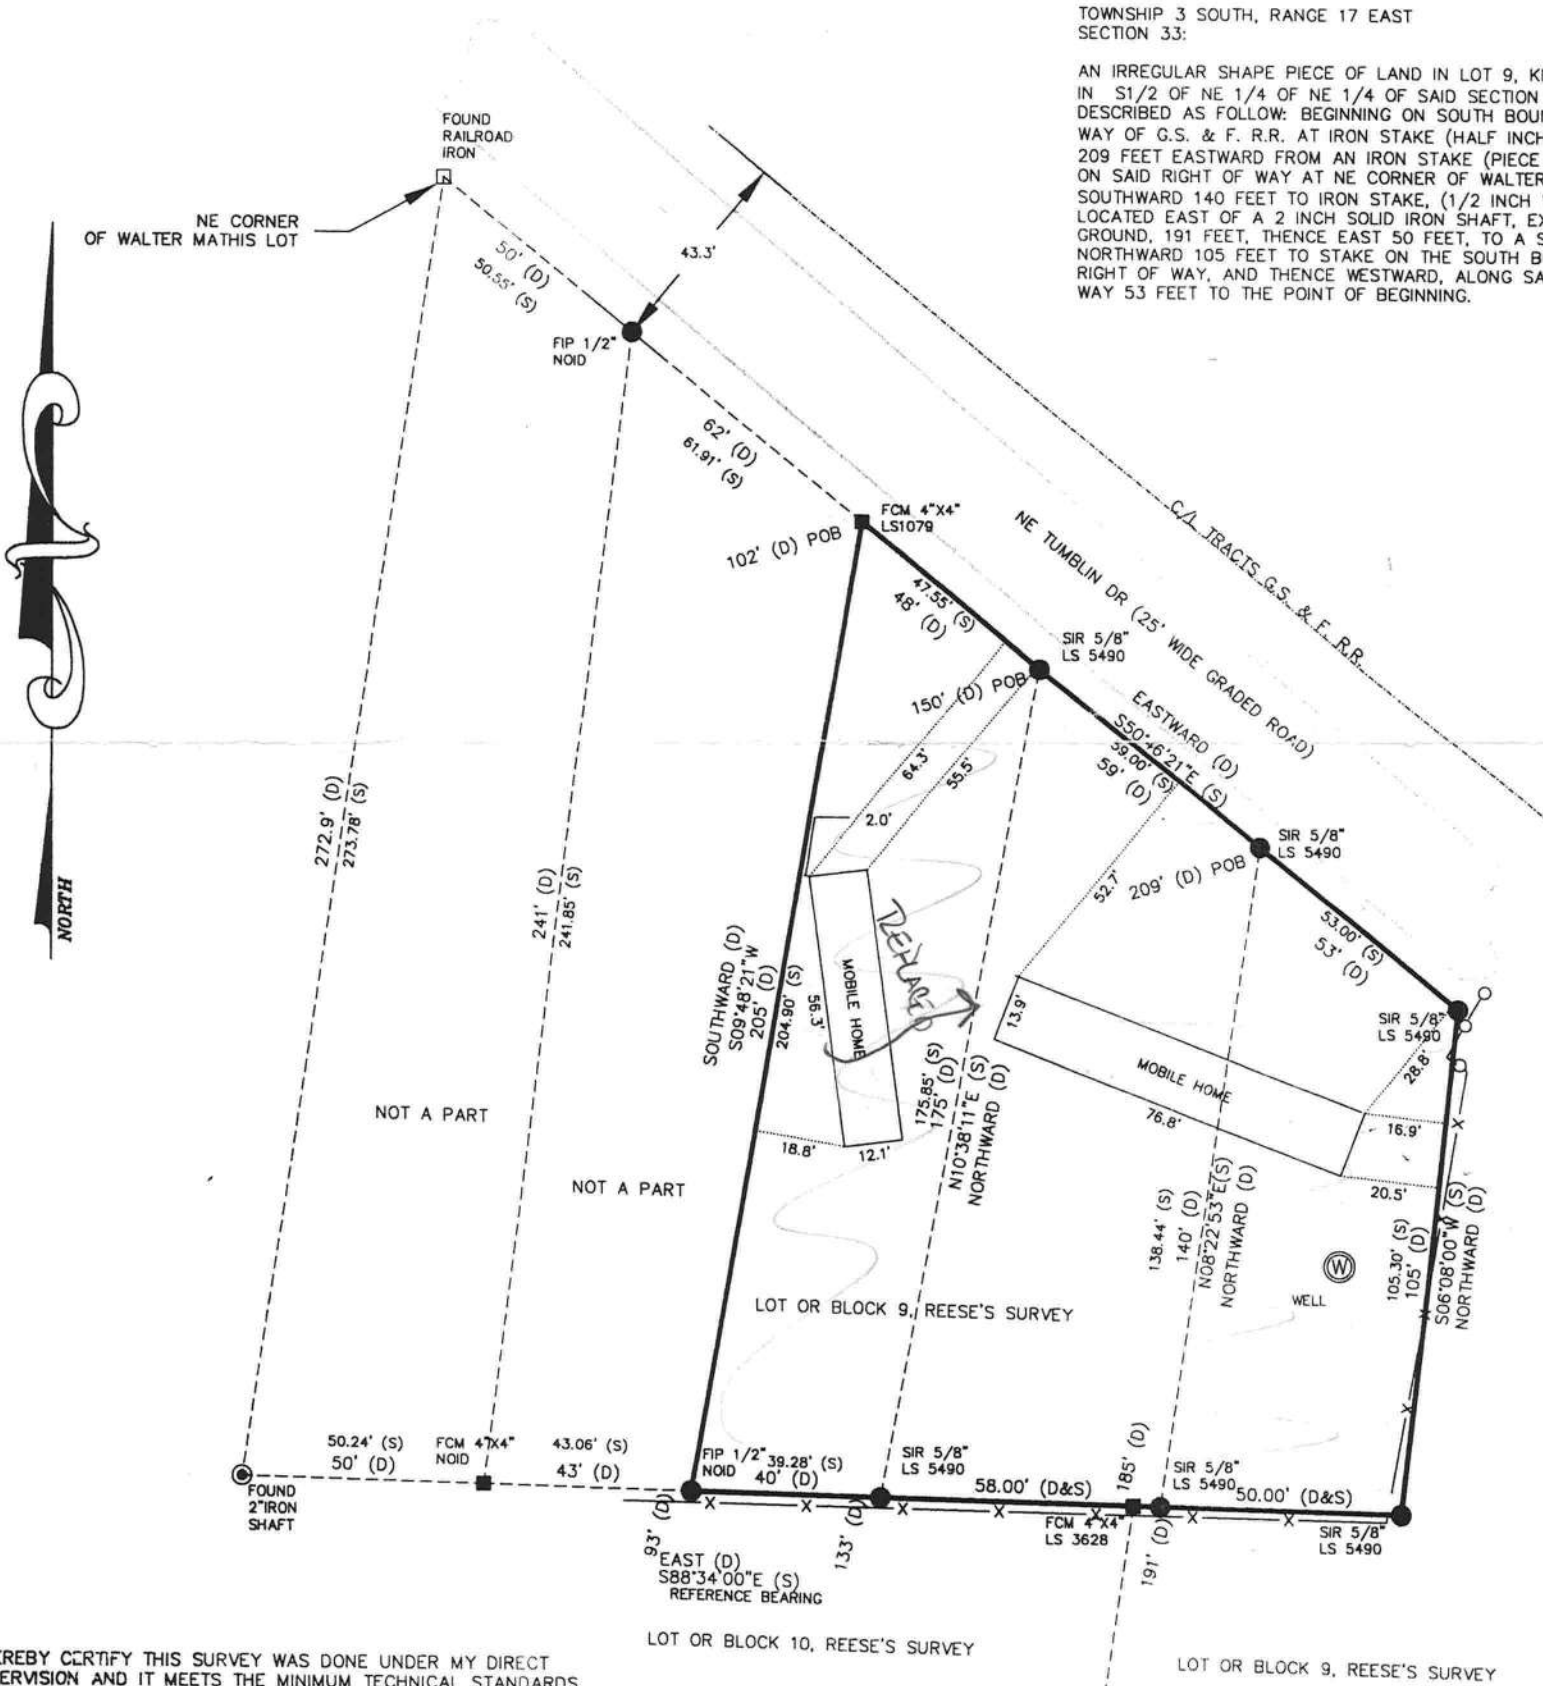 TOWNSHIP 3 SOUTH, RANGE 17 EAST
SECTION 33:
AN IRREGULAR SHAPE PIECE OF LAND IN LOT 9,
IN S1/2 OF NE 1/4 OF NE 1/4 OF SAID SECTION
DESCRIBED AS FOLLOW: BEGINNING ON SOUTH
WAY OF G.S. & F. R.R. AT IRON STAKE (HALF INCH
209 FEET EASTWARD FROM AN IRON STAKE (PIECE
ON SAID RIGHT OF WAY AT NE CORNER OF WALTER
SOUTHWARD 140 FEET TO IRON STAKE, (1/2 INCH
LOCATED EAST OF A 2 INCH SOLID IRON SHAFT,
GROUND, 191 FEET, THENCE EAST 50 FEET, TO A
NORTHWARD 105 FEET TO STAKE ON THE SOUTH
RIGHT OF WAY, AND THENCE WESTWARD, ALONG
WAY 53 FEET TO THE POINT OF BEGINNING.
FOUND
RAILROAD
IRON
NE CORNER
OF WALTER MATHIS LOT
43.3'
50' (D)
50.55' (S)
FIP 1/2"
NOID
62' (D)
61.91' (S)
FCM 4"X4"
LS1079
102' (D) POB
C/L TRACTS G.S. & F. R.R.
NE TUMBLIN DR (25' WIDE GRADED ROAD)
47.55' (S)
48' (D)
SIR 5/8"
LS 5490
150' (D) POB
EASTWARD (D)
S50°46'21"E (S)
59.00' (S)
59' (D)
64.3'
55.5'
2.0'
SIR 5/8"
LS 5490
209' (D) POB
52.7'
53.00' (S)
53' (D)
NORTH
272.9' (D)
273.78' (S)
241' (D)
241.85' (S)
SOUTHWARD (D)
S09°48'21"W
205' (D)
204.90' (S)
56.3'
MOBILE HOME
REPLACED
13.9'
MOBILE HOME
76.8'
SIR 5/8"
LS 5490
28.8'
16.9'
20.5'
175.85' (S)
175' (D)
N10°38'11"E (S)
NORTHWARD (D)
18.8'
12.1'
NOT A PART
NOT A PART
138.44' (S)
140' (D)
N08°22'53"E(S)
NORTHWARD (D)
105.30' (S)
105' (D)
S06°08'00"W (S)
NORTHWARD (D)
W
WELL
LOT OR BLOCK 9, REESE'S SURVEY
50.24' (S)
50' (D)
FCM 4"X4"
NOID
43.06' (S)
43' (D)
FIP 1/2"
NOID
39.28' (S)
40' (D)
SIR 5/8"
LS 5490
58.00' (D&S)
185' (D)
SIR 5/8"
LS 5490
50.00' (D&S)
FOUND
2"IRON
SHAFT
X X X X X X X X X X
93' (D)
133' (D)
FCM 4"X4"
LS 3628
191' (D)
SIR 5/8"
LS 5490
EAST (D)
S88°34'00"E (S)
REFERENCE BEARING
LOT OR BLOCK 10, REESE'S SURVEY
LOT OR BLOCK 9, REESE'S SURVEY
EREBY CERTIFY THIS SURVEY WAS DONE UNDER MY DIRECT
ERVISION AND IT MEETS THE MINIMUM TECHNICAL STANDARDS